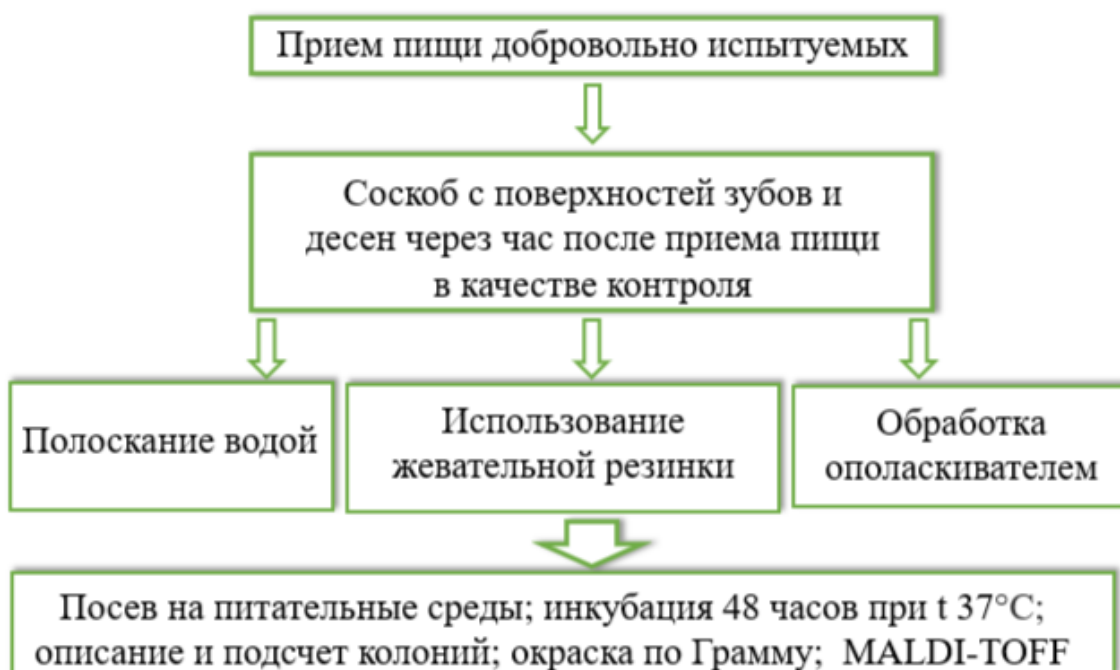 Прием пищи добровольно испытуемых
Соскоб с поверхностей зубов и
десен через час после приема пищи
в качестве контроля
Полоскание водой
Использование
жевательной резинки
Обработка
ополаскивателем
Посев на питательные среды; инкубация 48 часов при t 37°C;
описание и подсчет колоний; окраска по Грамму; MALDI-TOFF